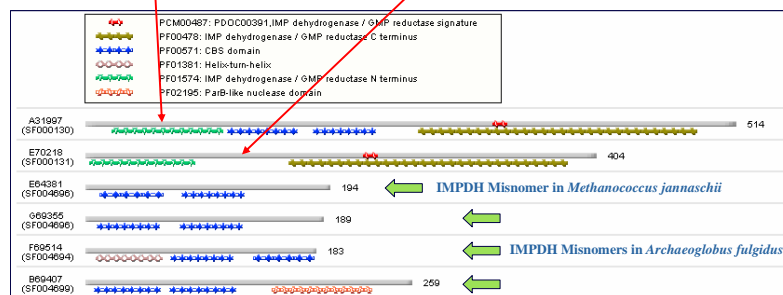 PCM00487: PDOC00391,IMP dehydrogenase / GMP reductase signature
PF00478: IMP dehydrogenase / GMP reductase C terminus
PF00571: CBS domain
PF01381: Helix-turn-helix
PF01574: IMP dehydrogenase / GMP reductase N terminus
PF02195: ParB-like nuclease domain
A31997
(SF000130)
514
E70218
(SF000131)
404
E64381
(SF004696)
194
IMPDH Misnomer in Methanococcus jannaschii
G69355
(SF004696)
189
F69514
(SF004694)
183
IMPDH Misnomers in Archaeoglobus fulgidus
B69407
(SF004699)
259